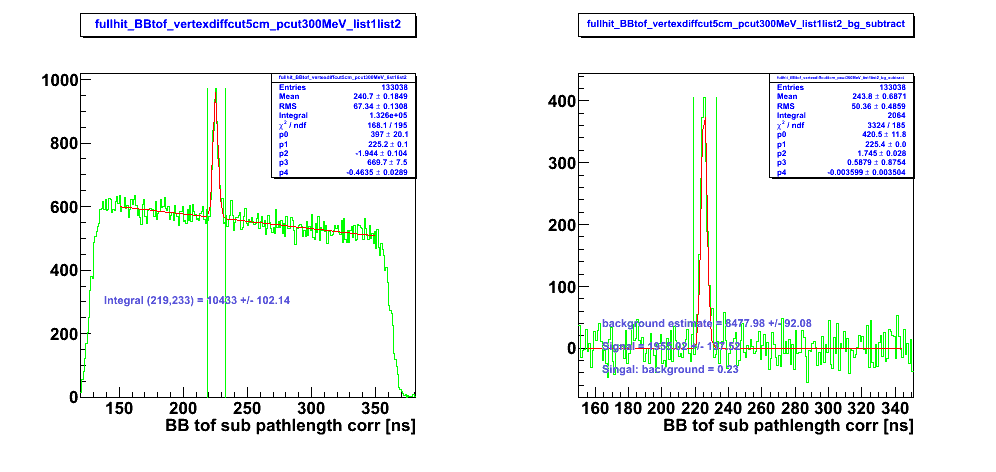 fullhit_BBtof_vertexdiffcut5cm_pcut300MeV_list1list2
fullhit_BBtof_vertexdiffcut5cm_pcut300MeV_list1list2
Entries 133038
Mean 240.7 ± 0.1849
RMS 67.34 ± 0.1308
Integral 1.326e+05
χ² / ndf 168.1 / 195
p0 397 ± 20.1
p1 225.2 ± 0.1
p2 -1.944 ± 0.104
p3 669.7 ± 7.5
p4 -0.4635 ± 0.0289
1000
800
600
400
200
0
Integral (219,233) = 10433 +/- 102.14
150 200 250 300 350
BB tof sub pathlength corr [ns]
fullhit_BBtof_vertexdiffcut5cm_pcut300MeV_list1list2_bg_subtract
fullhit_BBtof_vertexdiffcut5cm_pcut300MeV_list1list2_bg_subtract
Entries 133038
Mean 243.8 ± 0.6871
RMS 50.36 ± 0.4859
Integral 2064
χ² / ndf 3324 / 185
p0 420.5 ± 11.8
p1 225.4 ± 0.0
p2 1.745 ± 0.028
p3 0.5879 ± 0.8754
p4 -0.003599 ± 0.003504
400
300
200
100
0
background estimate = 8477.98 +/- 92.08
Signal = 1955.02 +/- 137.52
Singal: background = 0.23
160 180 200 220 240 260 280 300 320 340
BB tof sub pathlength corr [ns]